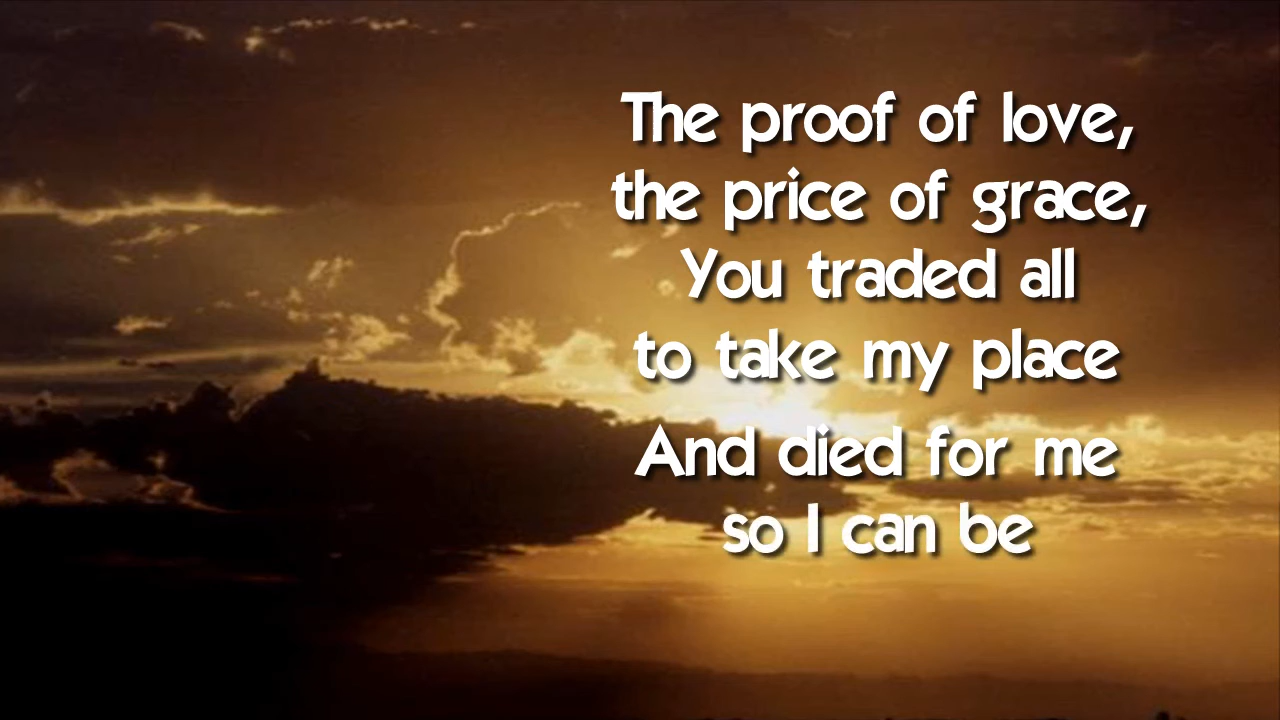 The proof of love,
the price of grace,
You traded all
to take my place
And died for me
so I can be